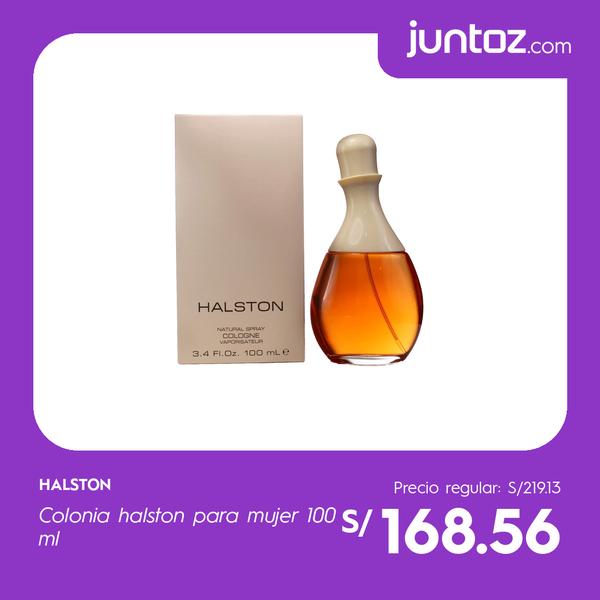 juntoz.com
HALSTON
NATURAL SPRAY
COLOGNE
VAPORISATEUR
3.4 Fl.Oz. 100 mL ℮
HALSTON
Colonia halston para mujer 100
ml
Precio regular: S/219.13
S/168.56